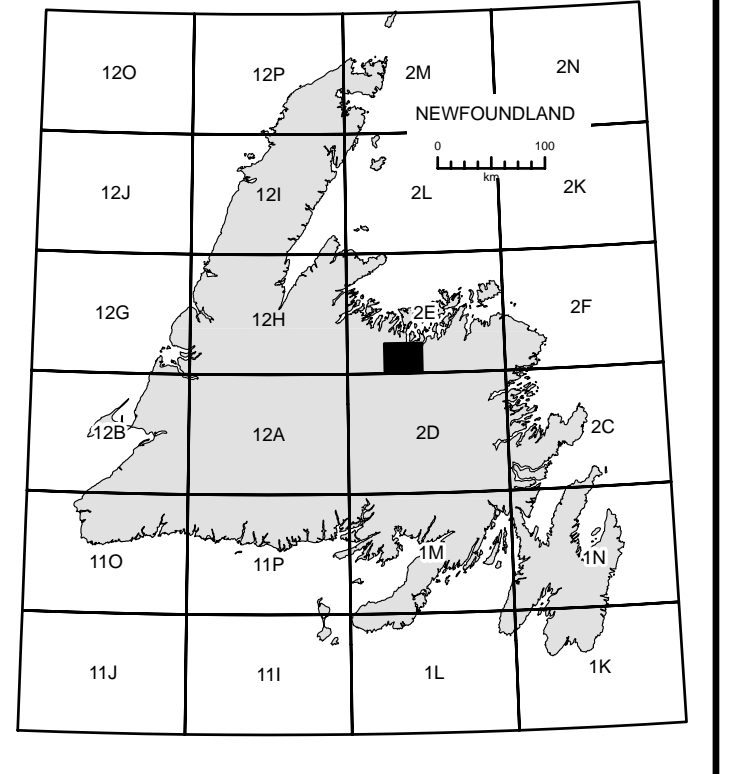 12O 12P 2M 2N
NEWFOUNDLAND
0 100
km
12J 12I 2L 2K
12G 12H 2E 2F
12B 12A 2D 2C
11O 11P 1M 1N
11J 11I 1L 1K